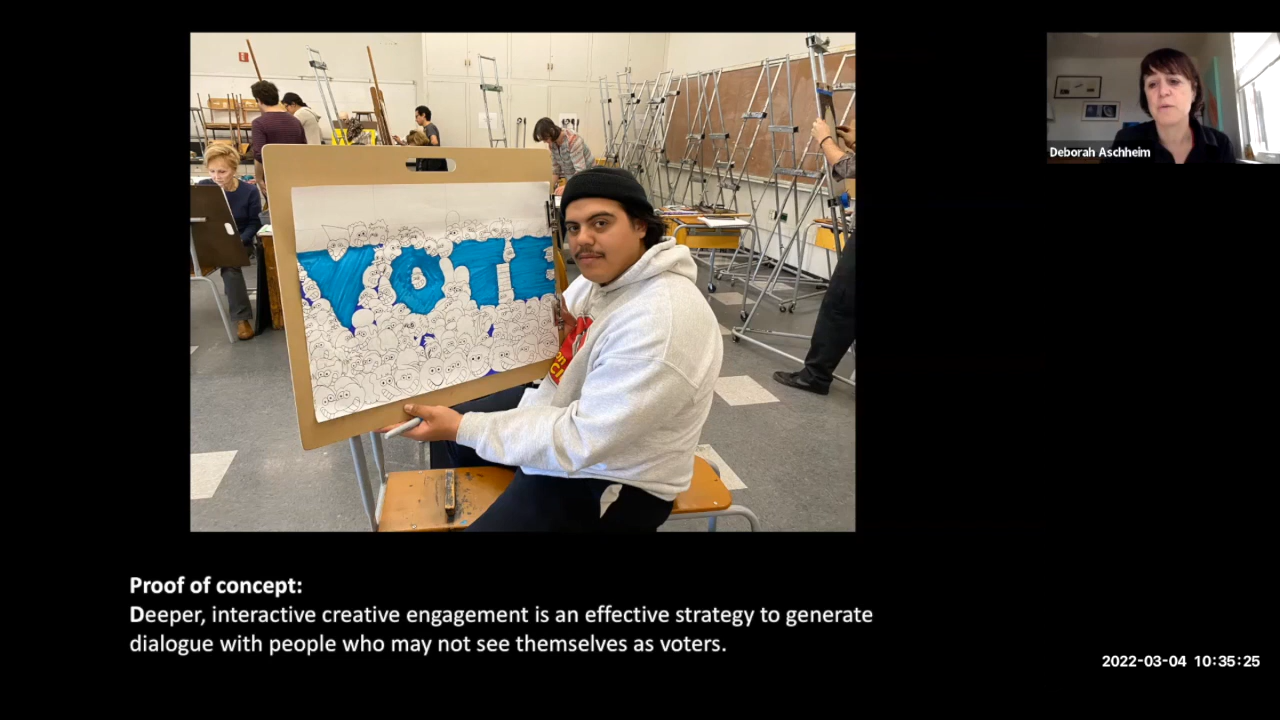 VOTE
Deborah Aschheim
Proof of concept:
Deeper, interactive creative engagement is an effective strategy to generate
dialogue with people who may not see themselves as voters.
2022-03-04 10:35:25